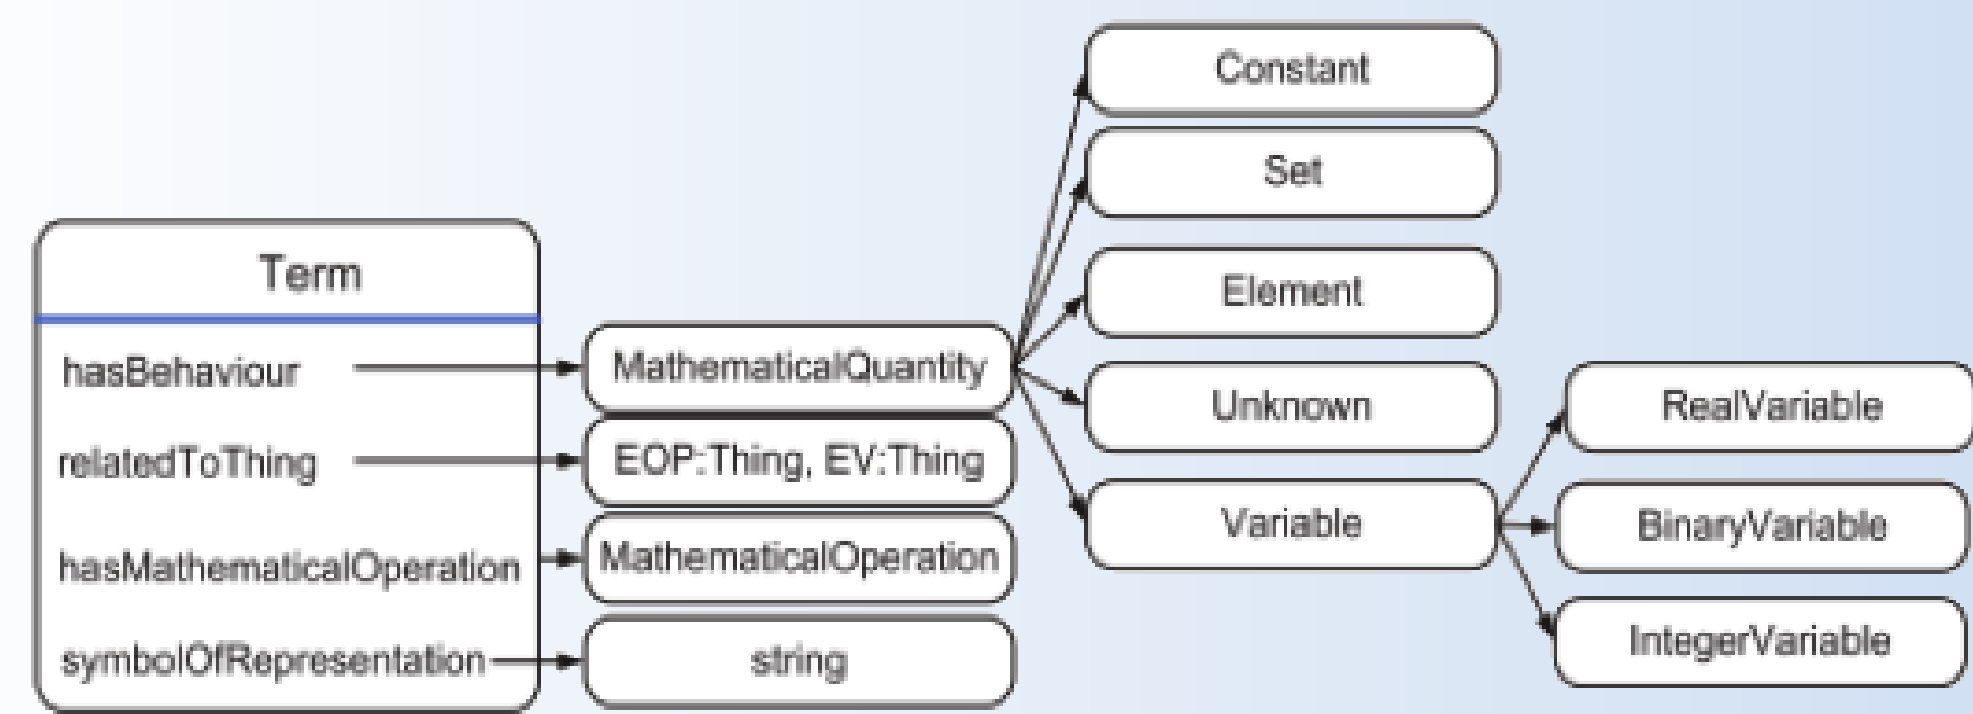 Term
hasBehaviour
relatedToThing
hasMathematicalOperation
symbolOfRepresentation
MathematicalQuantity
EOP:Thing, EV:Thing
MathematicalOperation
string
Constant
Set
Element
Unknown
Variable
RealVariable
BinaryVariable
IntegerVariable